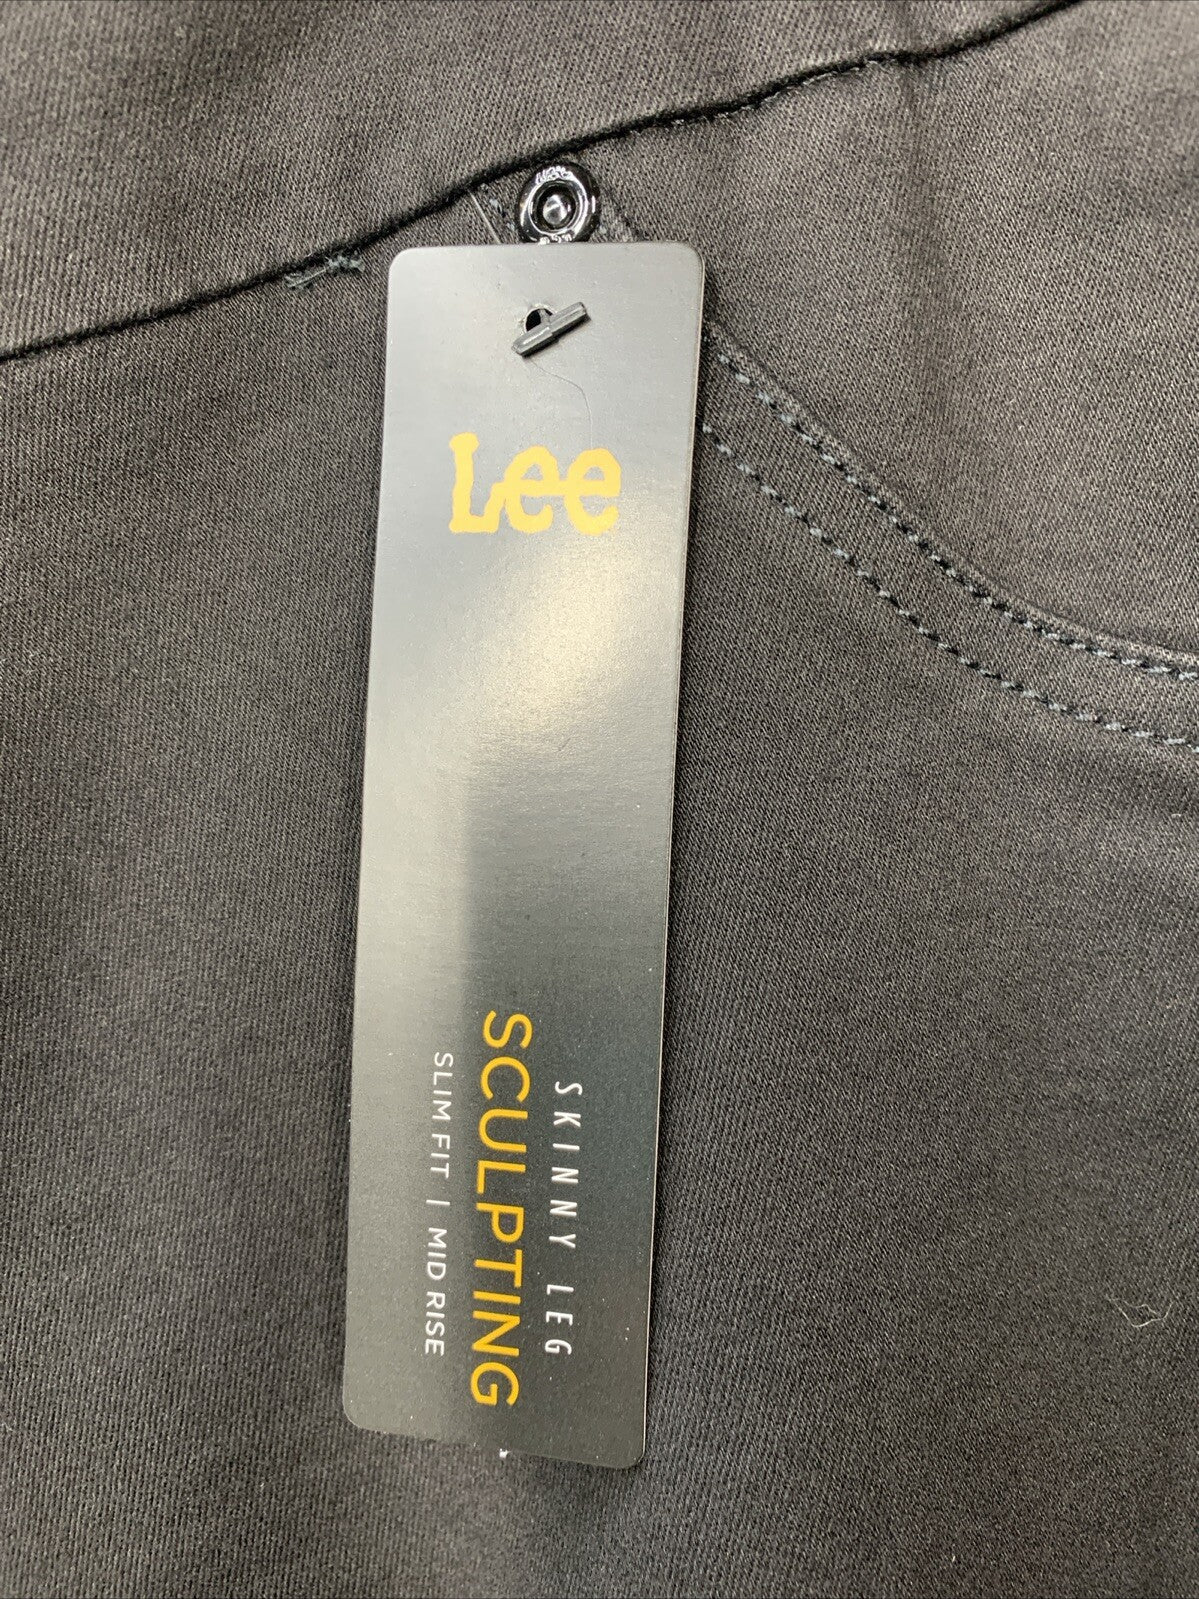 Lee
SKINNY LEG
SCULPTING
SLIM FIT | MID RISE